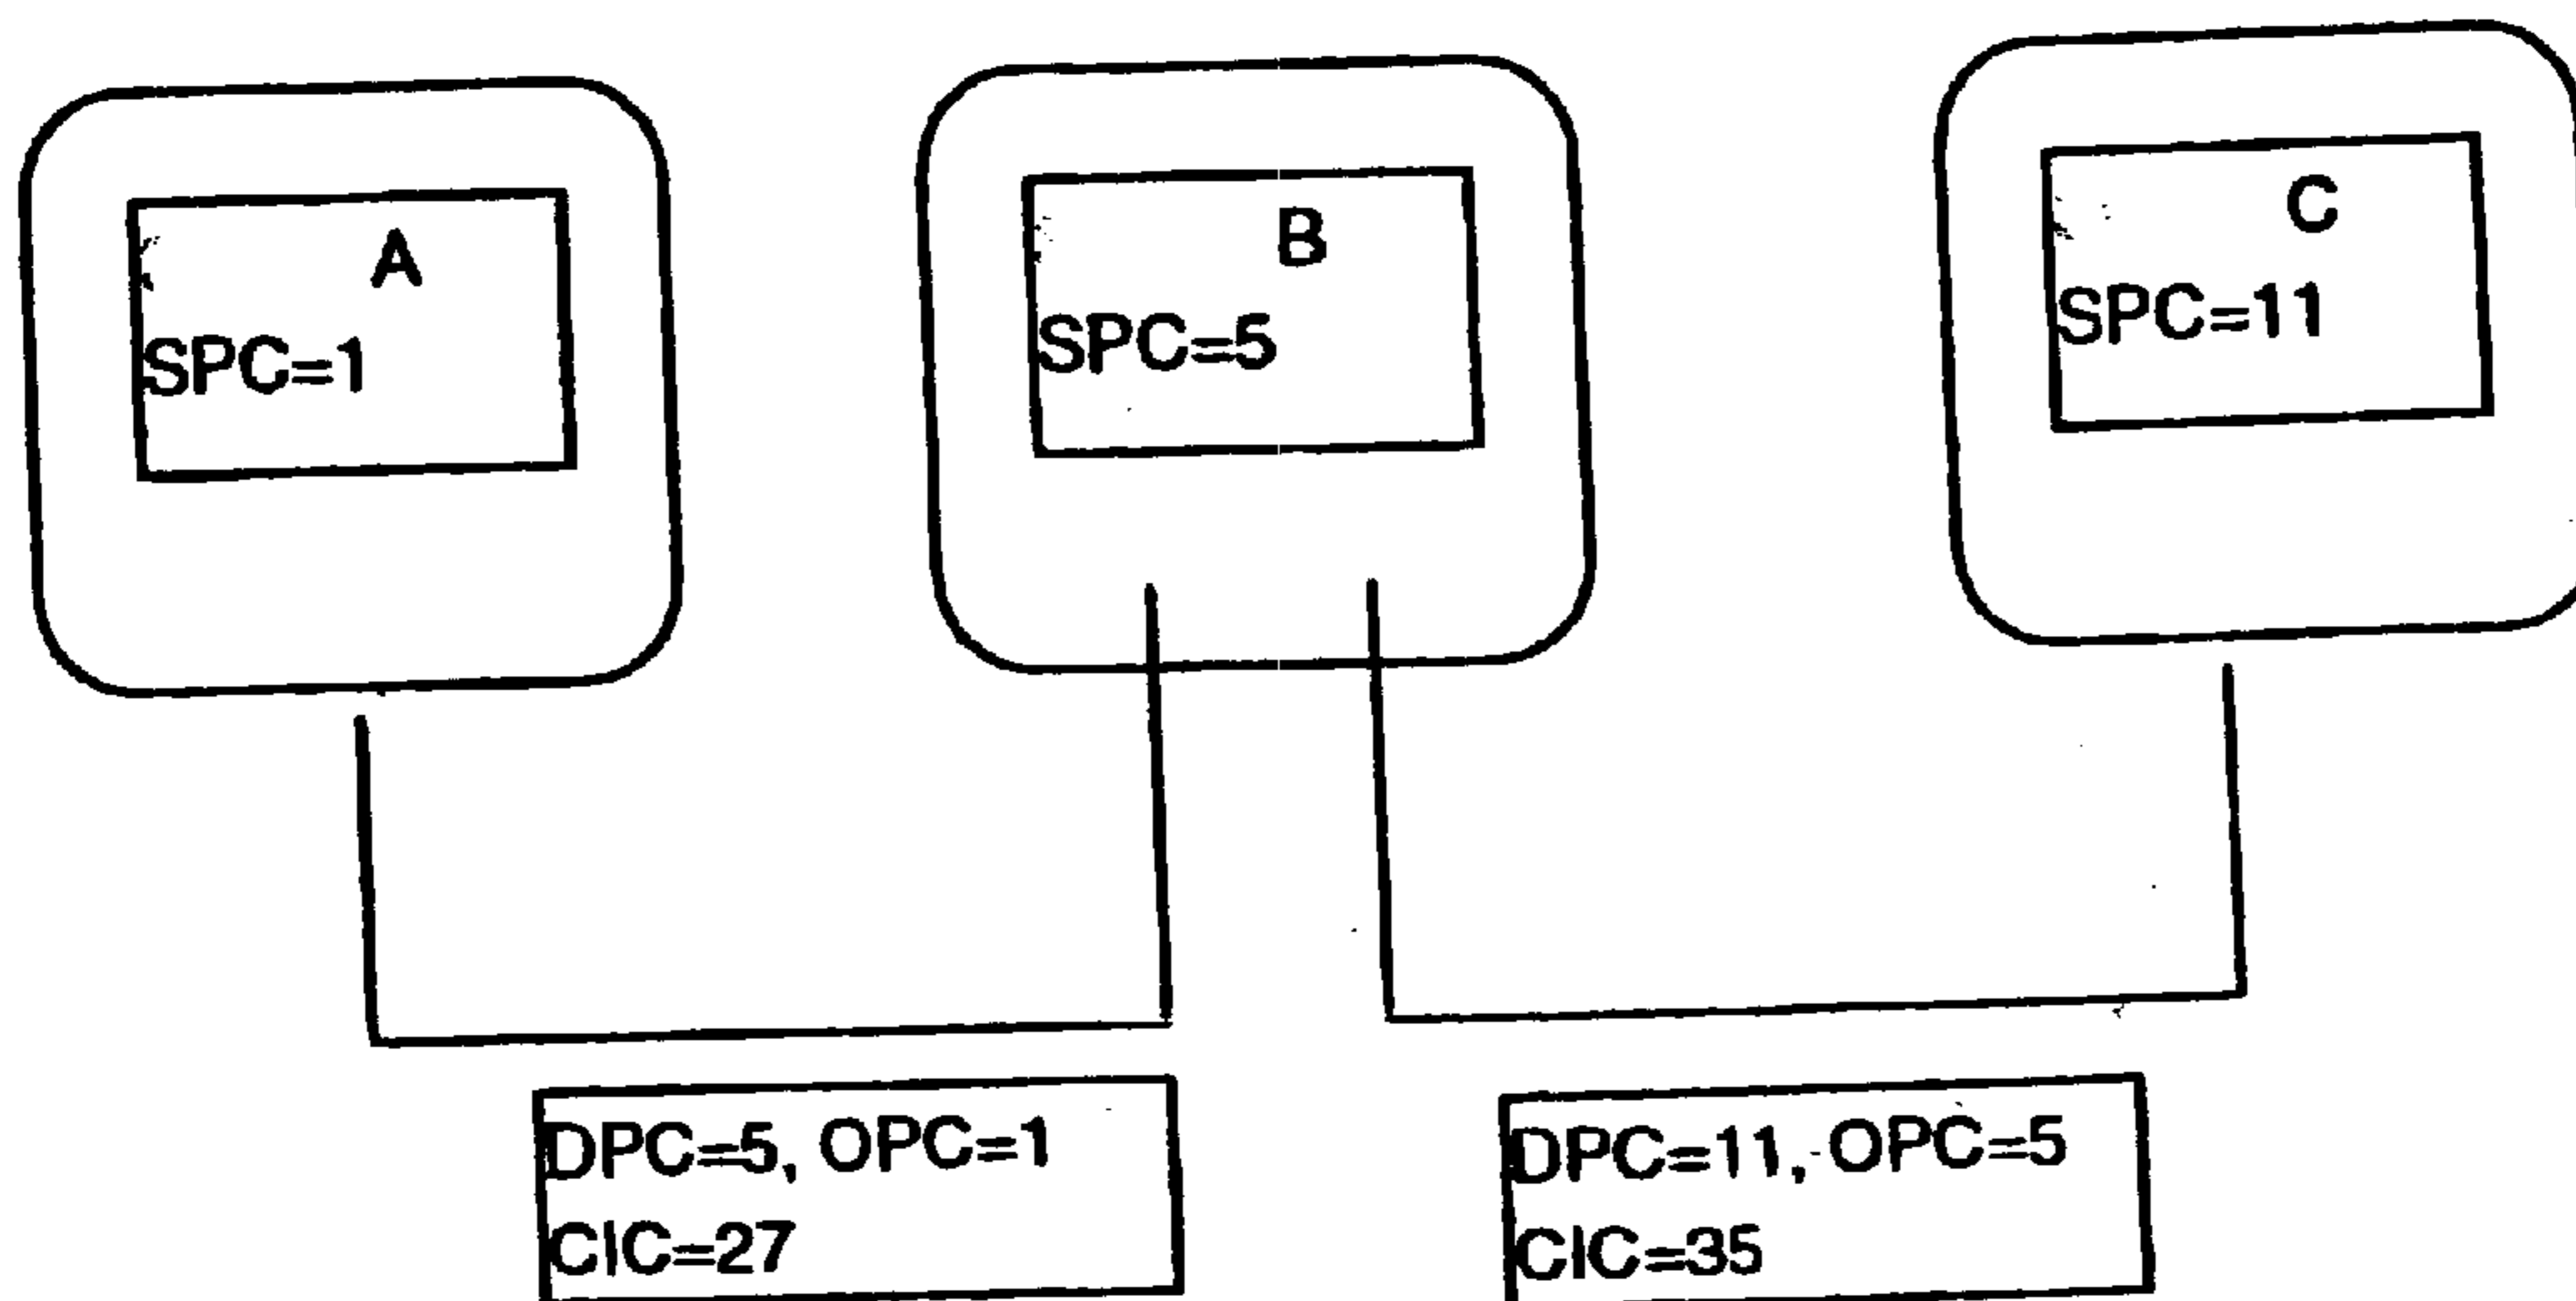 A
SPC=1
B
SPC=5
C
SPC=11
DPC=5, OPC=1
CIC=27
DPC=11, OPC=5
CIC=35